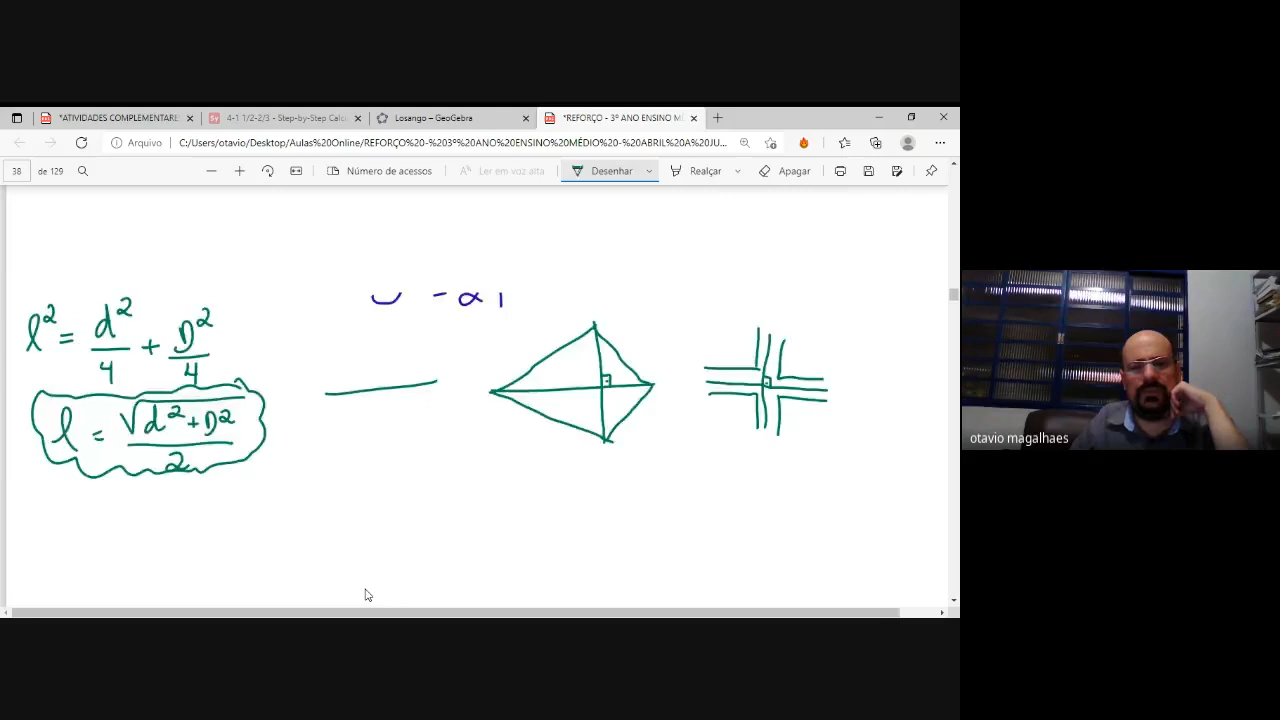 *ATIVIDADES COMPLEMENTARE
4-1 1/2-2/3 - Step-by-Step Calc
Losango – GeoGebra
*REFORÇO - 3º ANO ENSINO MÉ
Arquivo
C:/Users/otavio/Desktop/Aulas%20Online/REFORÇO%20-%203º%20ANO%20ENSINO%20MÉDIO%20-%20ABRIL%20A%20JU...
38 de 129
Número de acessos
Ler em voz alta
Desenhar
Realçar
Apagar
l² = d²/4 + D²/4
l = √d²+D²/2
otavio magalhaes